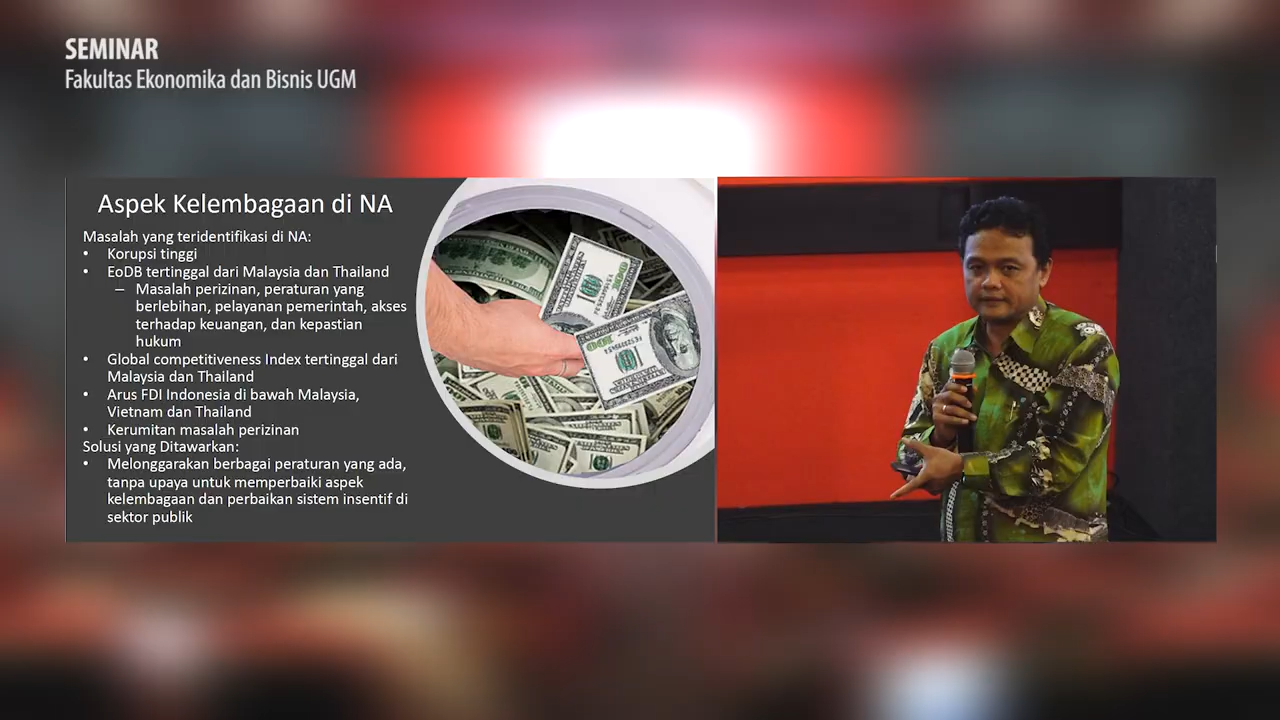 SEMINAR
Fakultas Ekonomika dan Bisnis UGM
Aspek Kelembagaan di NA
Masalah yang teridentifikasi di NA:
• Korupsi tinggi
• EoDB tertinggal dari Malaysia dan Thailand
– Masalah perizinan, peraturan yang
berlebihan, pelayanan pemerintah, akses
terhadap keuangan, dan kepastian
hukum
• Global competitiveness Index tertinggal dari
Malaysia dan Thailand
• Arus FDI Indonesia di bawah Malaysia,
Vietnam dan Thailand
• Kerumitan masalah perizinan
Solusi yang Ditawarkan:
• Melonggarakan berbagai peraturan yang ada,
tanpa upaya untuk memperbaiki aspek
kelembagaan dan perbaikan sistem insentif di
sektor publik